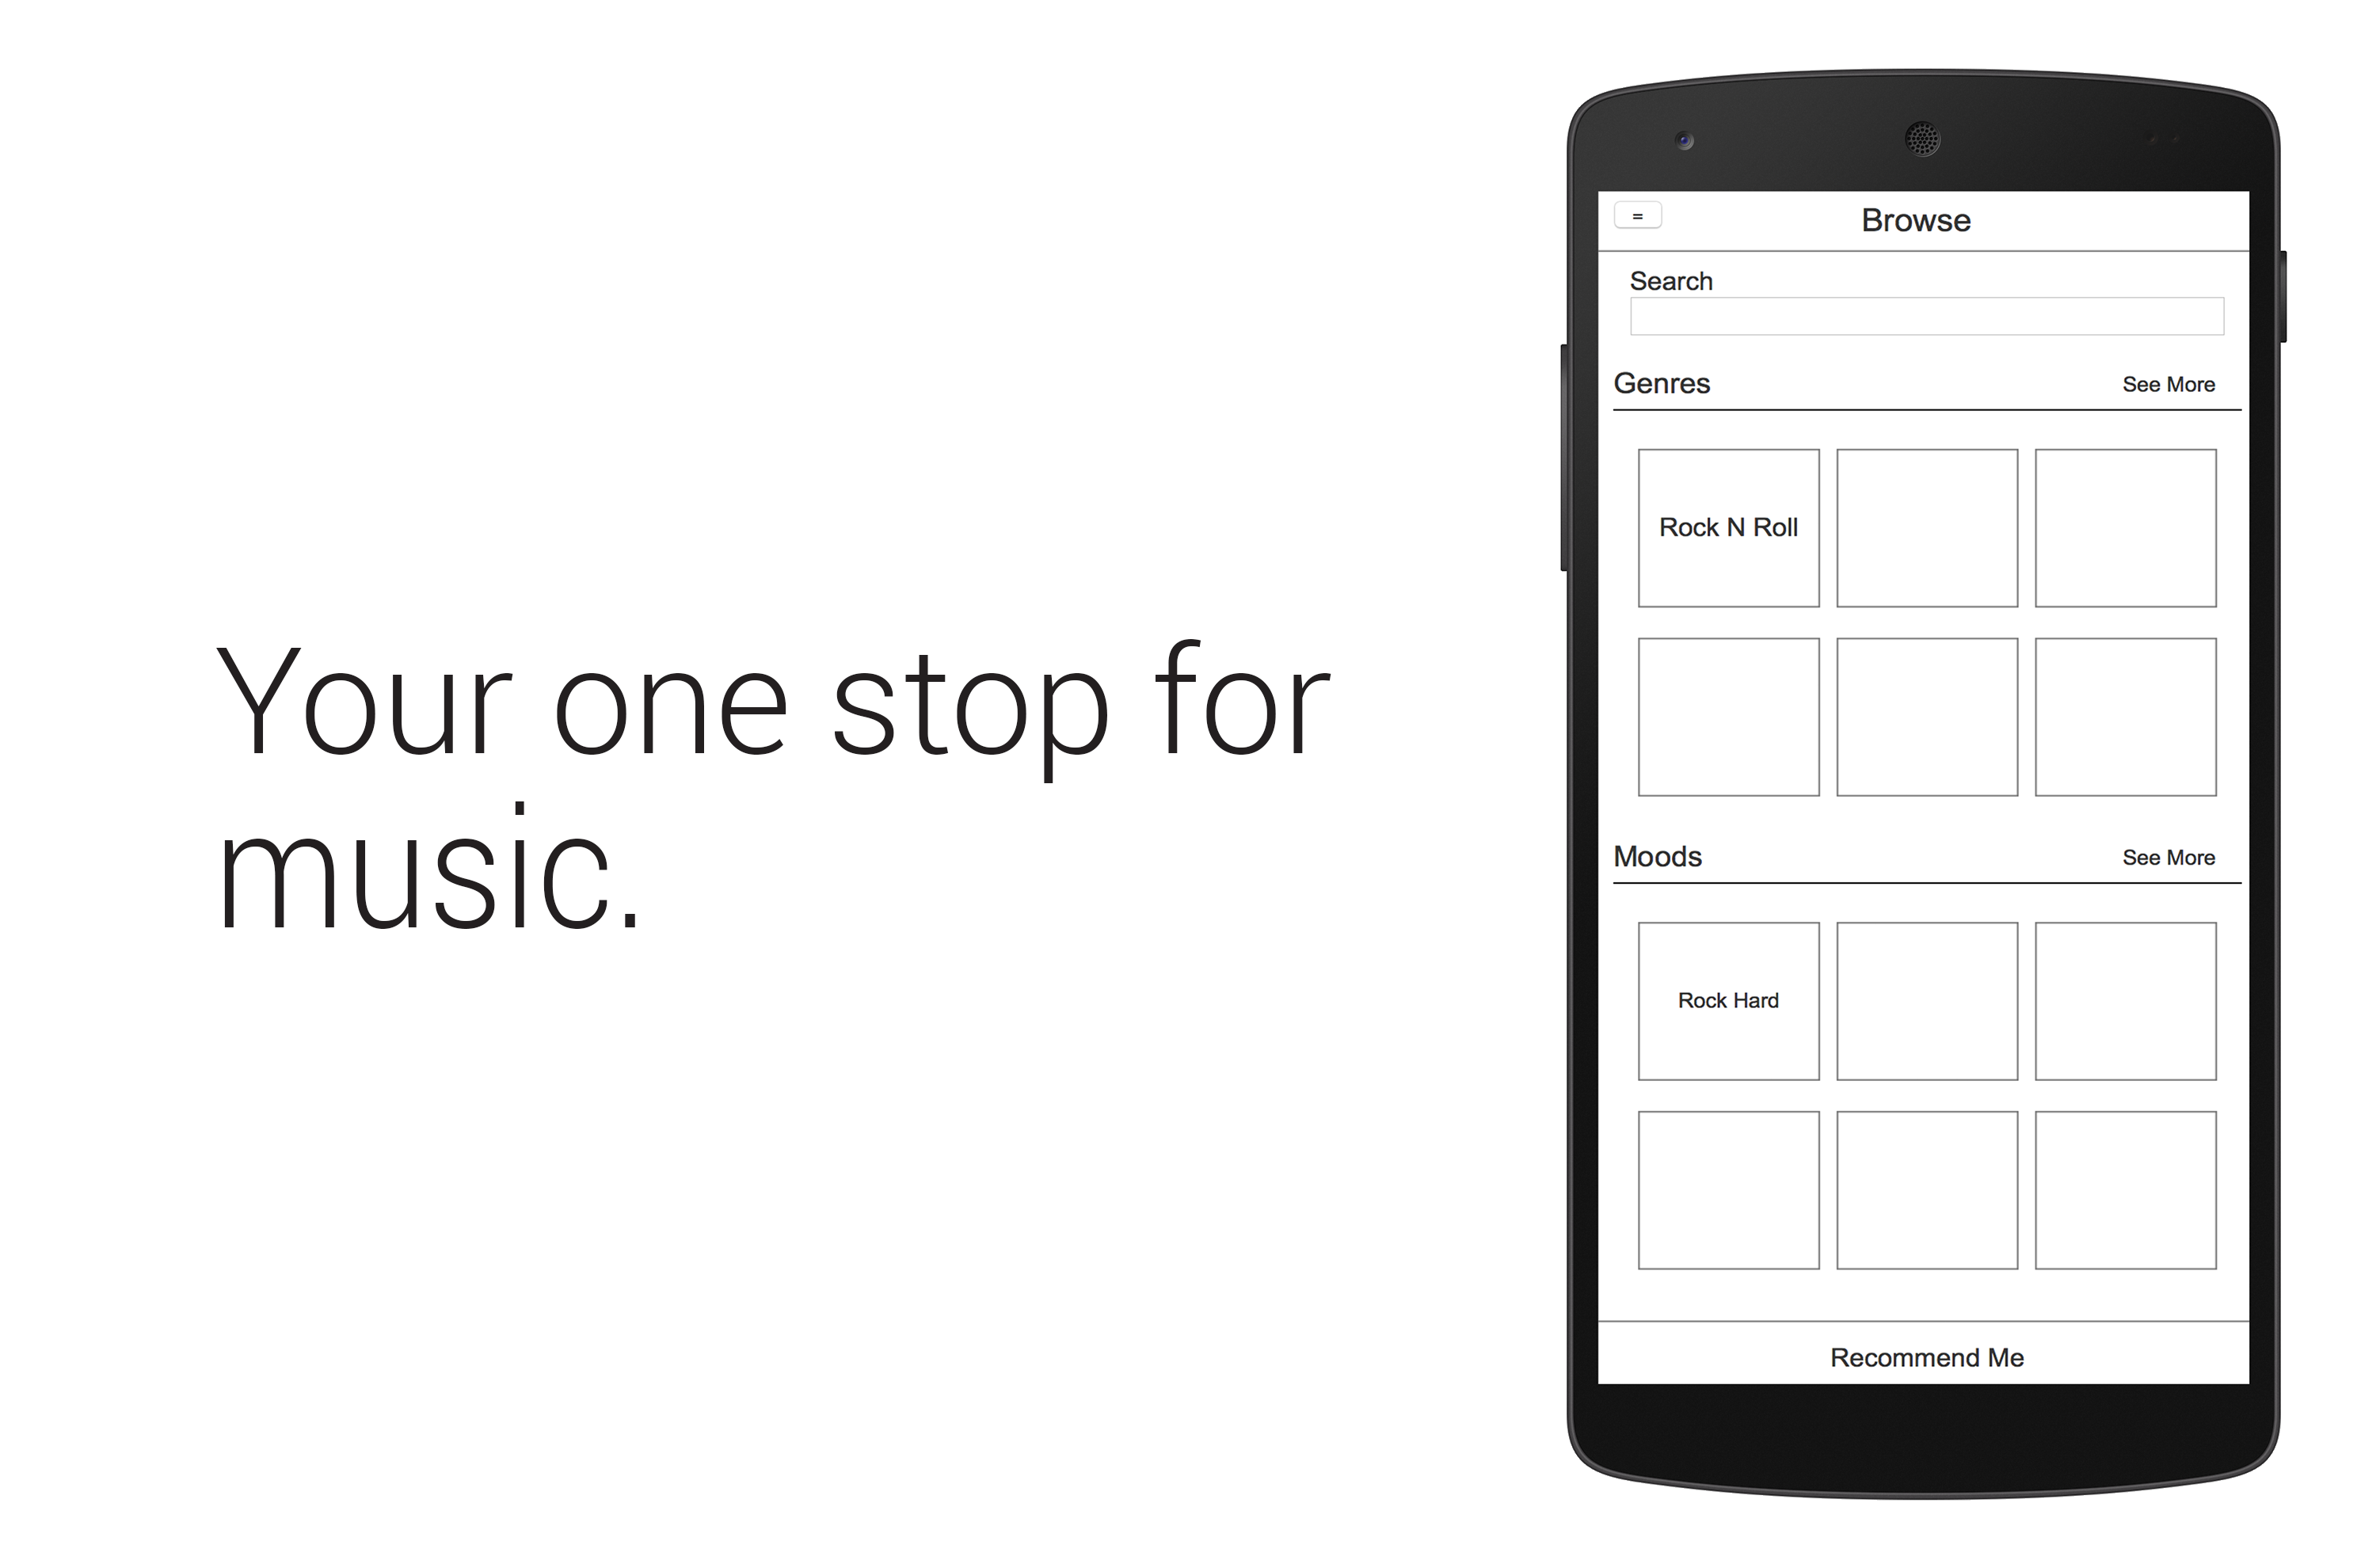 Your one stop for
music.
=
Browse
Search
Genres
See More
Rock N Roll
Moods
See More
Rock Hard
Recommend Me